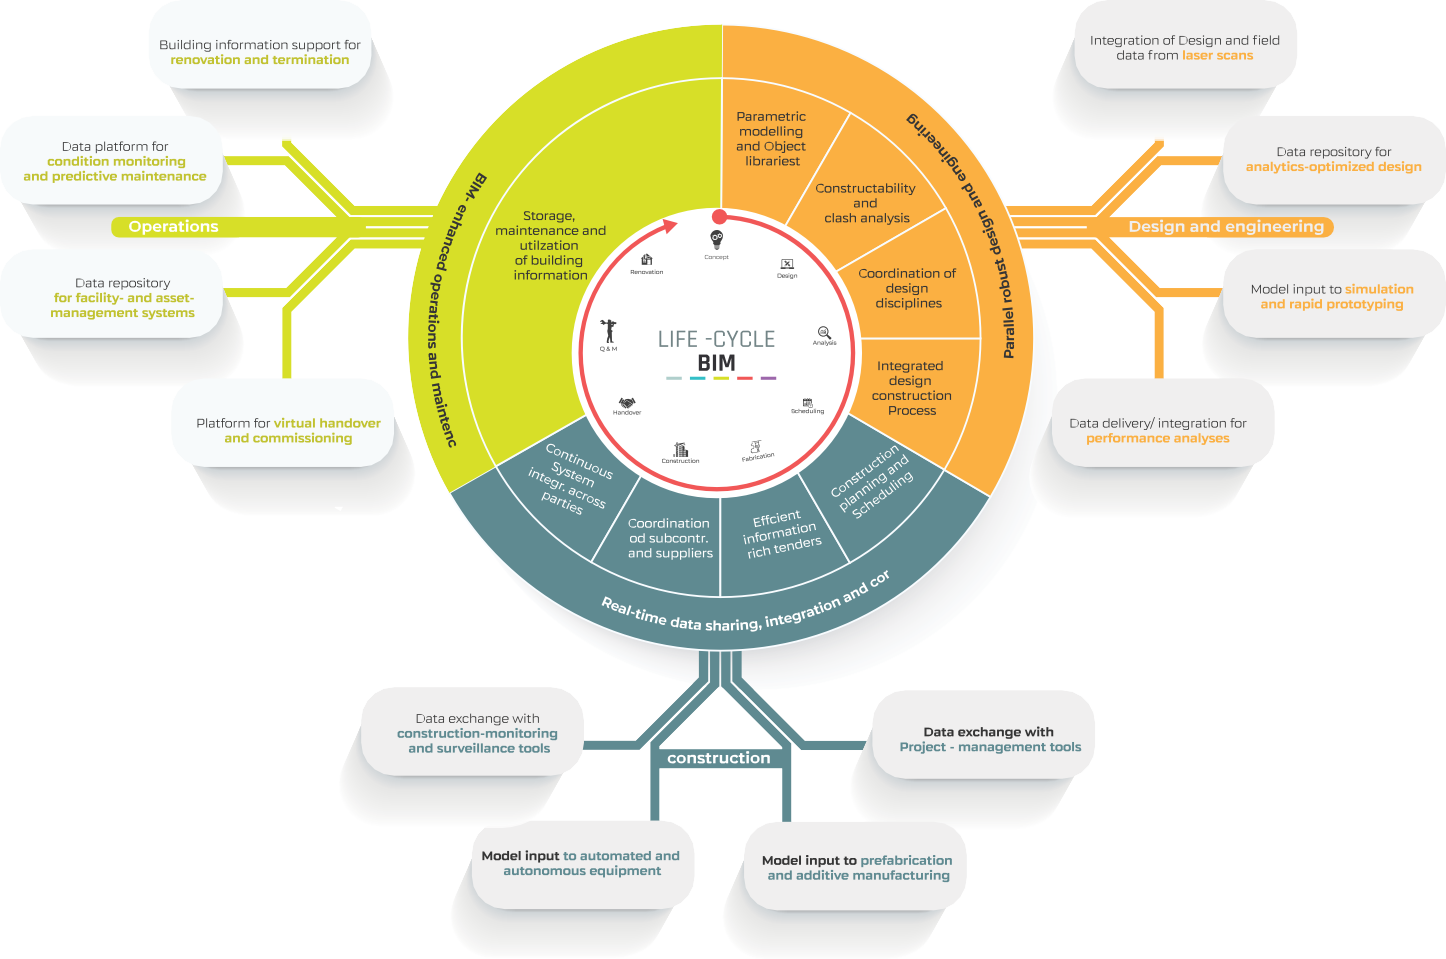 Building information support for
renovation and termination
Data platform for
condition monitoring
and predictive maintenance
Operations
Data repository
for facility- and asset-
management systems
Platform for virtual handover
and commissioning
BIM- enhanced operations and maintenc
Storage,
maintenance and
utilzation
of building
information
Parallel robust design and engineering
Parametric
modelling
and Object
librariest
Constructability
and
clash analysis
Coordination of
design
disciplines
Integrated
design
construction
Process
Integration of Design and field
data from laser scans
Data repository for
analytics-optimized design
Design and engineering
Model input to simulation
and rapid prototyping
Data delivery/ integration for
performance analyses
Concept
Design
Analysis
Scheduling
Fabrication
Construction
Handover
Q & M
Renovation
LIFE -CYCLE
BIM
Continuous
System
integr. across
parties
Coordination
od subcontr.
and suppliers
Effcient
information
rich tenders
Construction
planning and
Scheduling
Real-time data sharing, integration and cor
Data exchange with
construction-monitoring
and surveillance tools
construction
Data exchange with
Project - management tools
Model input to automated and
autonomous equipment
Model input to prefabrication
and additive manufacturing